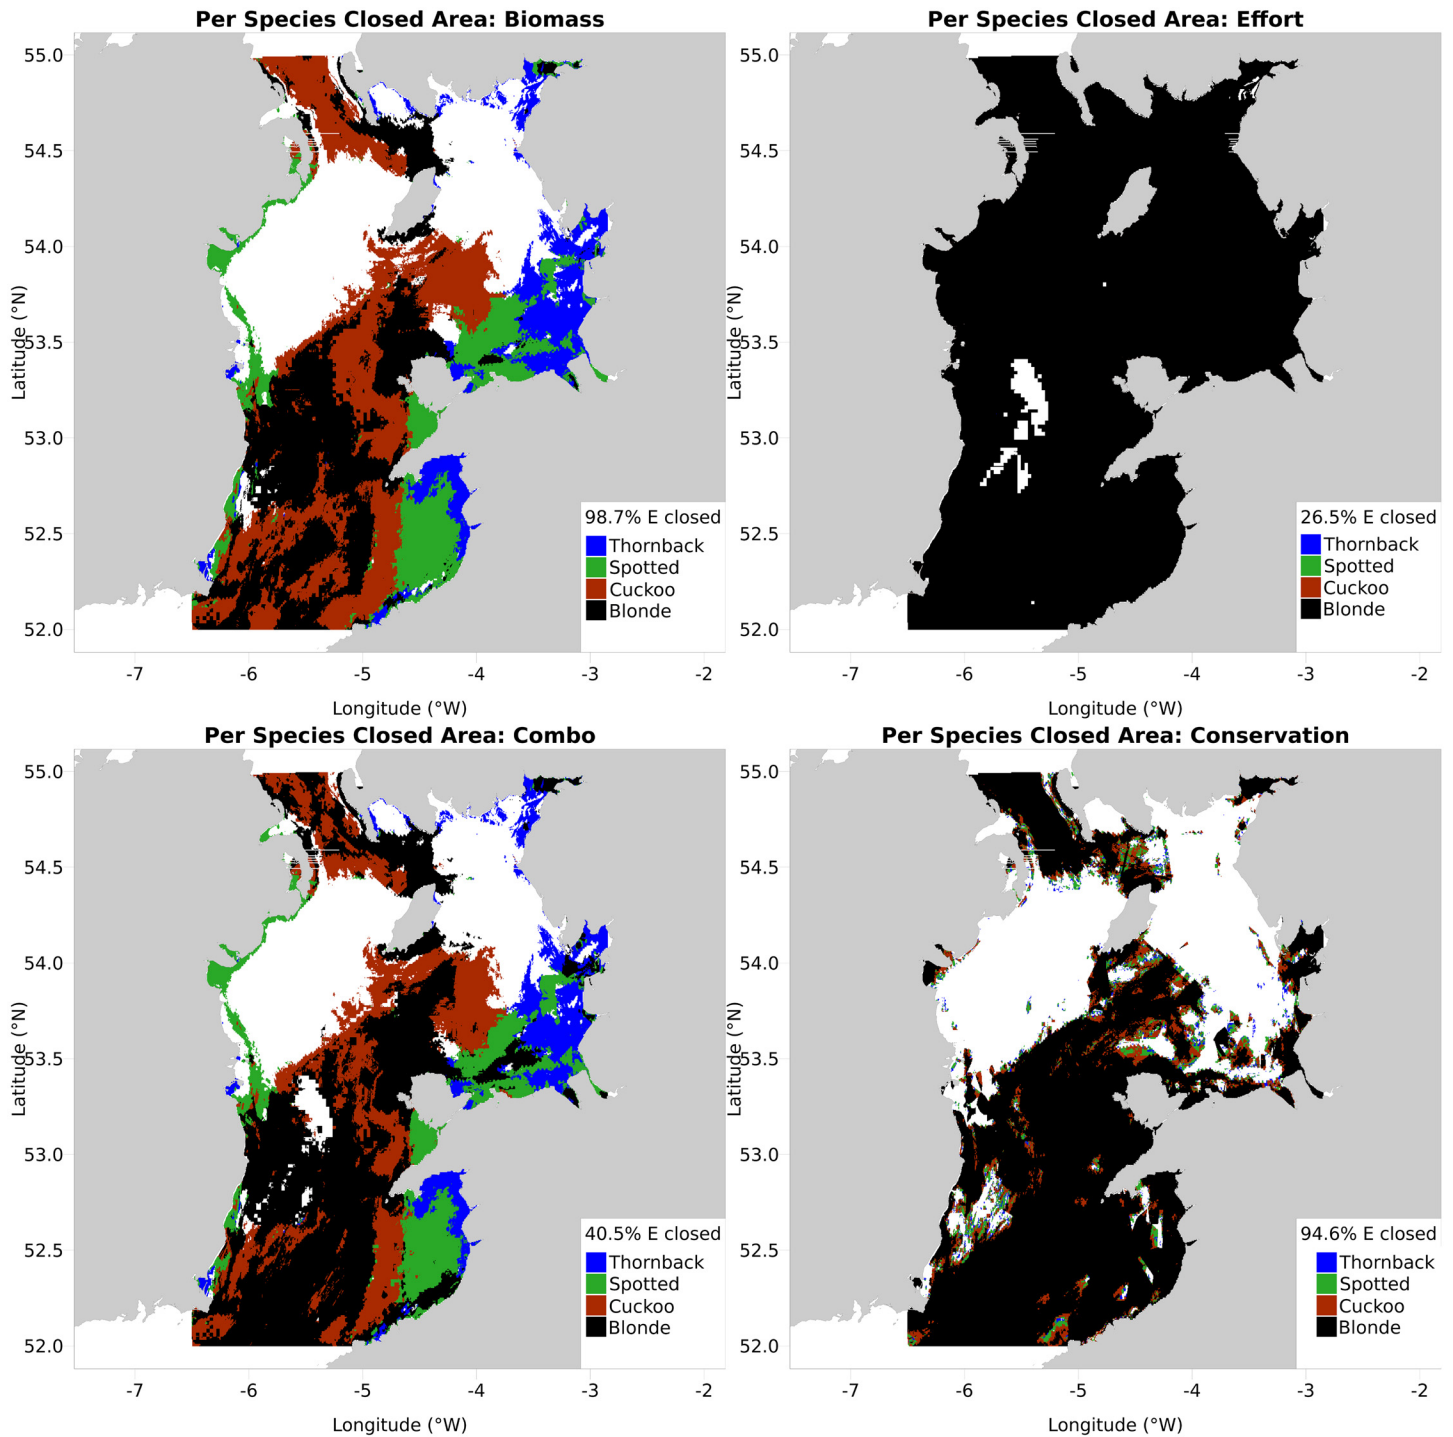 Per Species Closed Area: Biomass
55.0
54.5
54.0
53.5
53.0
52.5
52.0
Latitude (°N)
-7
-6
-5
-4
-3
-2
Longitude (°W)
98.7% E closed
Thornback
Spotted
Cuckoo
Blonde
Per Species Closed Area: Effort
55.0
54.5
54.0
53.5
53.0
52.5
52.0
Latitude (°N)
-7
-6
-5
-4
-3
-2
Longitude (°W)
26.5% E closed
Thornback
Spotted
Cuckoo
Blonde
Per Species Closed Area: Combo
55.0
54.5
54.0
53.5
53.0
52.5
52.0
Latitude (°N)
-7
-6
-5
-4
-3
-2
Longitude (°W)
40.5% E closed
Thornback
Spotted
Cuckoo
Blonde
Per Species Closed Area: Conservation
55.0
54.5
54.0
53.5
53.0
52.5
52.0
Latitude (°N)
-7
-6
-5
-4
-3
-2
Longitude (°W)
94.6% E closed
Thornback
Spotted
Cuckoo
Blonde